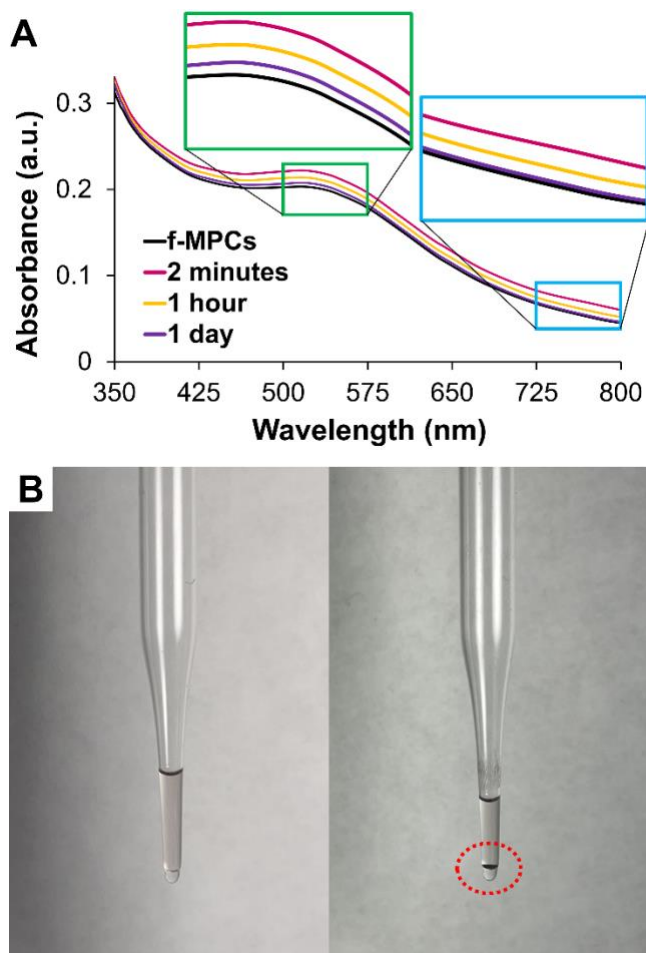 A
Absorbance (a.u.)
0.3
0.2
0.1
0
f-MPCs
2 minutes
1 hour
1 day
350 425 500 575 650 725 800
Wavelength (nm)
B